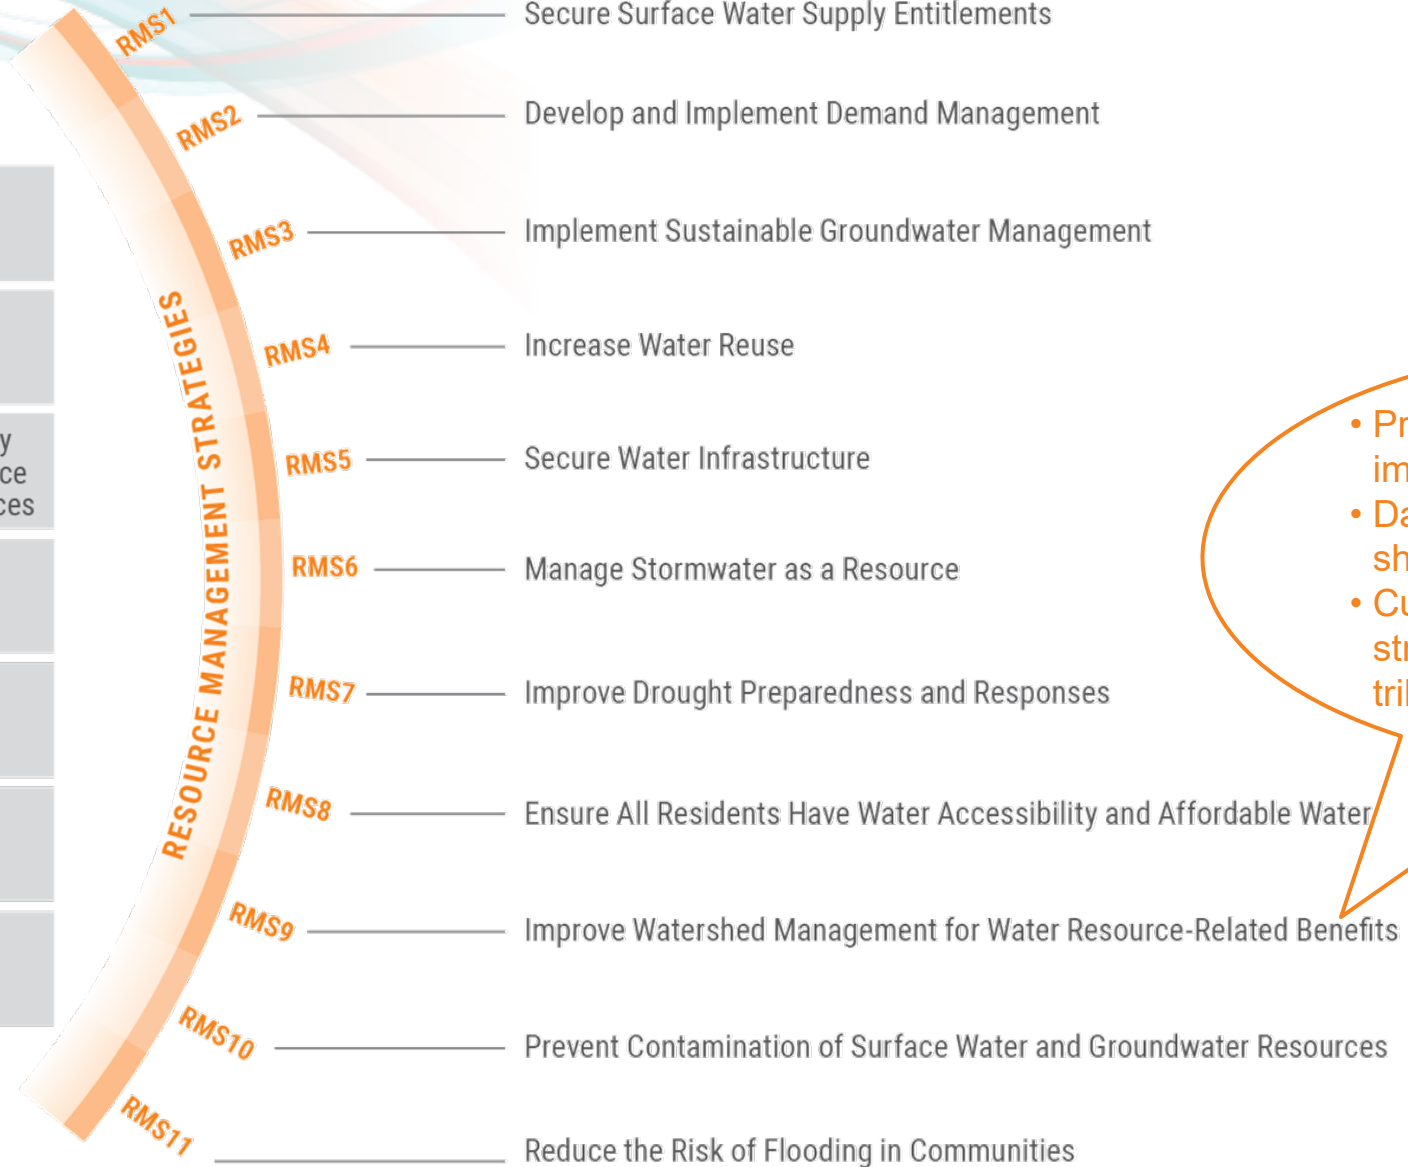 RMS1
Secure Surface Water Supply Entitlements
RMS2
Develop and Implement Demand Management
RMS3
Implement Sustainable Groundwater Management
RMS4
Increase Water Reuse
RMS5
Secure Water Infrastructure
RMS6
Manage Stormwater as a Resource
RMS7
Improve Drought Preparedness and Responses
RMS8
Ensure All Residents Have Water Accessibility and Affordable Water
RMS9
Improve Watershed Management for Water Resource-Related Benefits
RMS10
Prevent Contamination of Surface Water and Groundwater Resources
RMS11
Reduce the Risk of Flooding in Communities
RESOURCE MANAGEMENT STRATEGIES